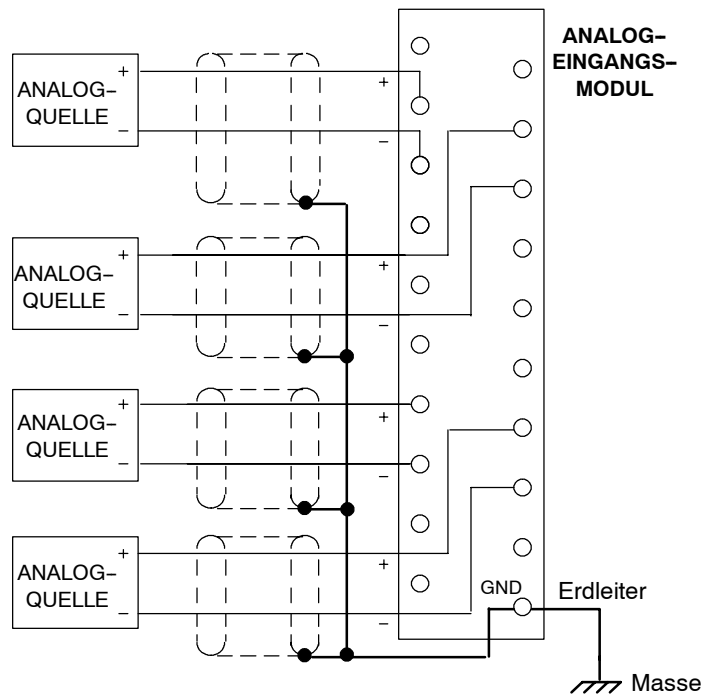 ANALOG–
EINGANGS–
MODUL
ANALOG–
QUELLE
+
–
+
–
ANALOG–
QUELLE
+
–
+
–
ANALOG–
QUELLE
+
–
+
–
ANALOG–
QUELLE
+
–
+
–
GND
Erdleiter
Masse